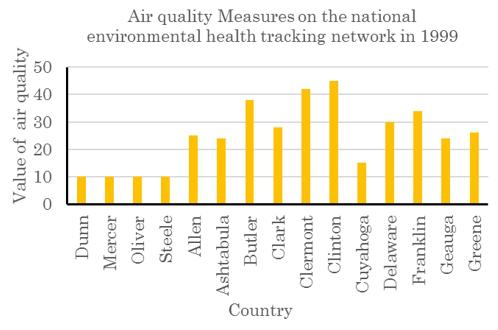 Air quality Measures on the national
environmental health tracking network in 1999
Value of air quality
50
40
30
20
10
0
Dunn
Mercer
Oliver
Steele
Allen
Ashtabula
Butler
Clark
Clermont
Clinton
Cuyahoga
Delaware
Franklin
Geauga
Greene
Country